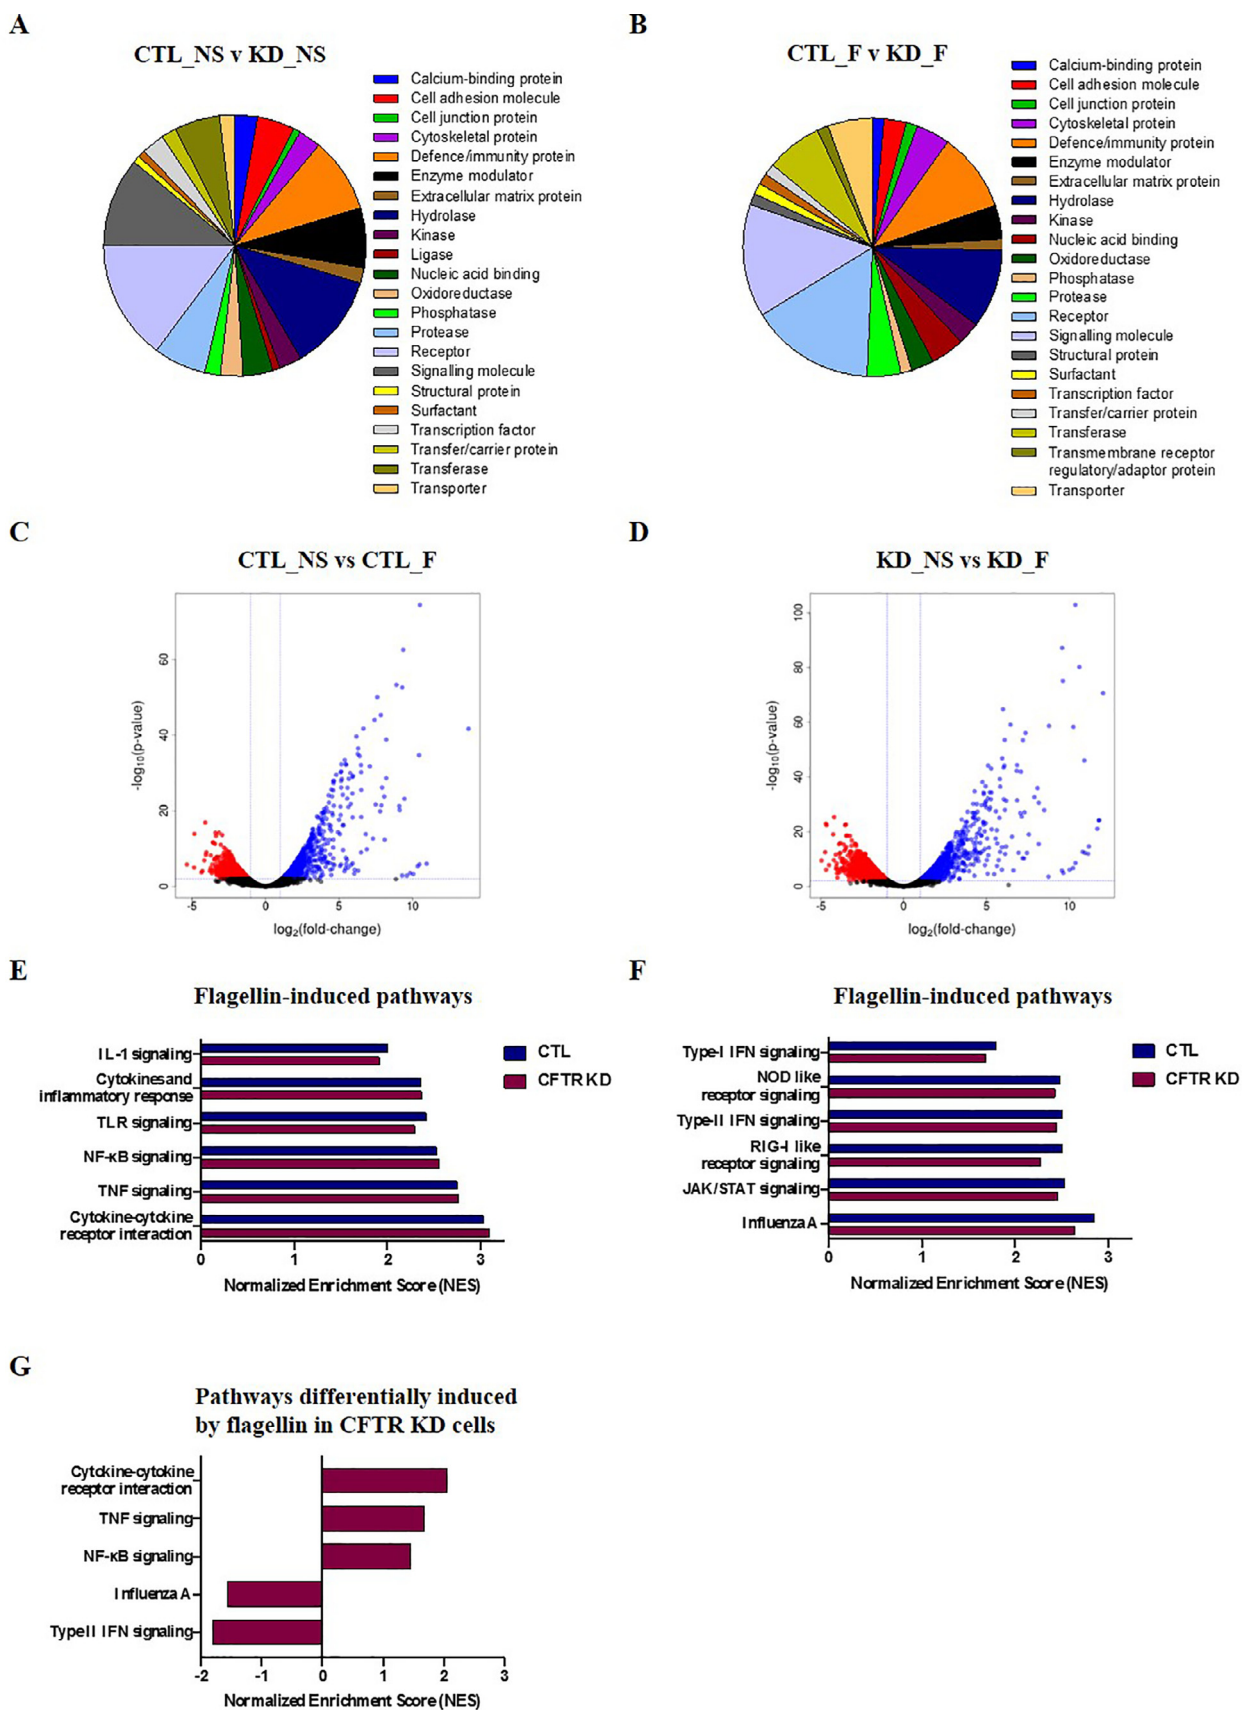 A
CTL_NS v KD_NS
Calcium-binding protein
Cell adhesion molecule
Cell junction protein
Cytoskeletal protein
Defence/immunity protein
Enzyme modulator
Extracellular matrix protein
Hydrolase
Kinase
Ligase
Nucleic acid binding
Oxidoreductase
Phosphatase
Protease
Receptor
Signalling molecule
Structural protein
Surfactant
Transcription factor
Transfer/carrier protein
Transferase
Transporter
B
CTL_F v KD_F
Calcium-binding protein
Cell adhesion molecule
Cell junction protein
Cytoskeletal protein
Defence/immunity protein
Enzyme modulator
Extracellular matrix protein
Hydrolase
Kinase
Nucleic acid binding
Oxidoreductase
Phosphatase
Protease
Receptor
Signalling molecule
Structural protein
Surfactant
Transcription factor
Transfer/carrier protein
Transferase
Transmembrane receptor
regulatory/adaptor protein
Transporter
C
CTL_NS vs CTL_F
-log10(p-value)
60
40
20
0
-5 0 5 10
log2(fold-change)
D
KD_NS vs KD_F
-log10(p-value)
100
80
60
40
20
0
-5 0 5 10
log2(fold-change)
E
Flagellin-induced pathways
IL-1 signaling
Cytokines and
inflammatory response
TLR signaling
NF-κB signaling
TNF signaling
Cytokine-cytokine
receptor interaction
0 1 2 3
Normalized Enrichment Score (NES)
CTL
CFTR KD
F
Flagellin-induced pathways
Type-I IFN signaling
NOD like
receptor signaling
Type-II IFN signaling
RIG-I like
receptor signaling
JAK/STAT signaling
Influenza A
0 1 2 3
Normalized Enrichment Score (NES)
CTL
CFTR KD
G
Pathways differentially induced
by flagellin in CFTR KD cells
Cytokine-cytokine
receptor interaction
TNF signaling
NF-κB signaling
Influenza A
Type II IFN signaling
-2 -1 0 1 2 3
Normalized Enrichment Score (NES)